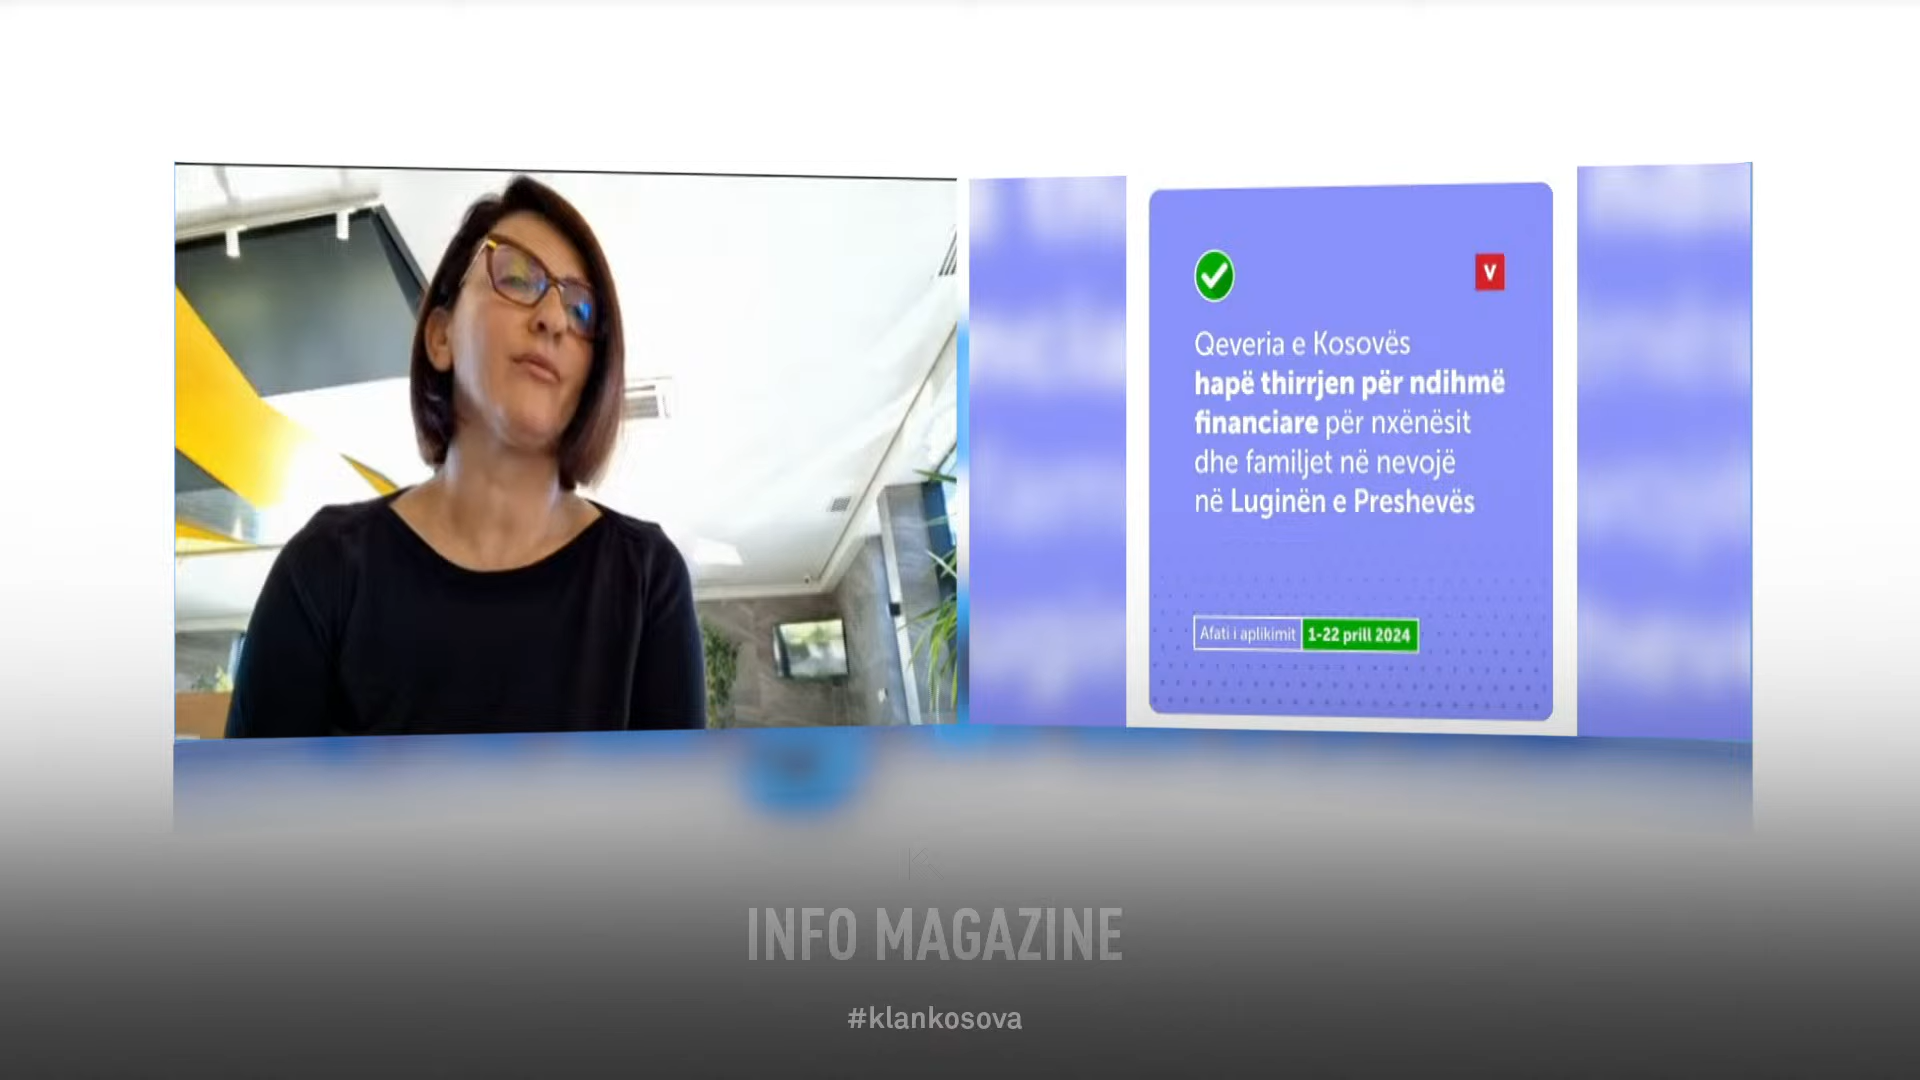 V
Qeveria e Kosovës
hapë thirrjen për ndihmë
financiare për nxënësit
dhe familjet në nevojë
në Luginën e Preshevës
Afati i aplikimit 1-22 prill 2024
INFO MAGAZINE
#klankosova